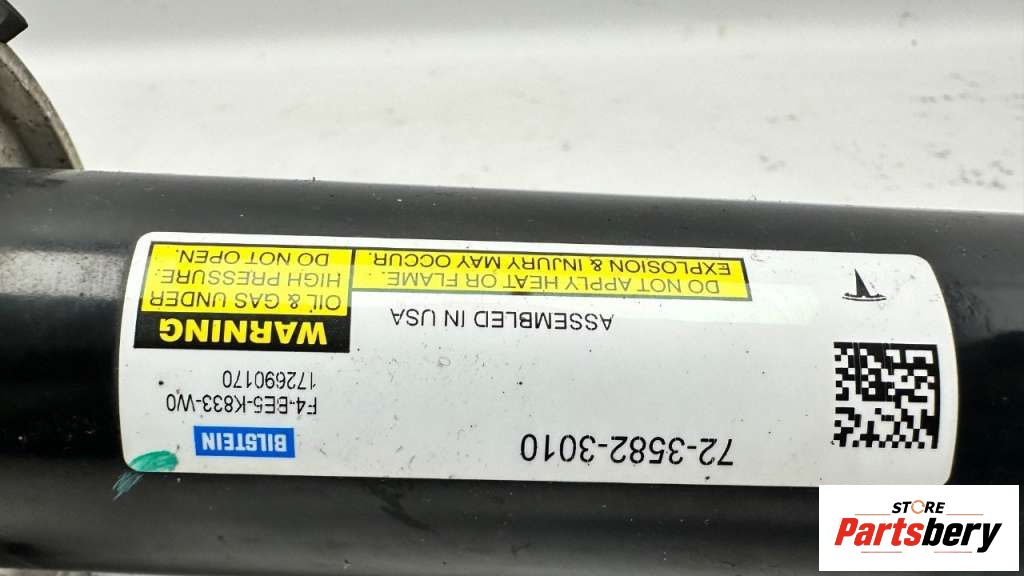 BILSTEIN
F4-BE5-K833-W0
172690170
72-3582-3010
WARNING
OIL & GAS UNDER
HIGH PRESSURE.
DO NOT OPEN.
ASSEMBLED IN USA
DO NOT APPLY HEAT OR FLAME.
EXPLOSION & INJURY MAY OCCUR.
STORE
Partsbery